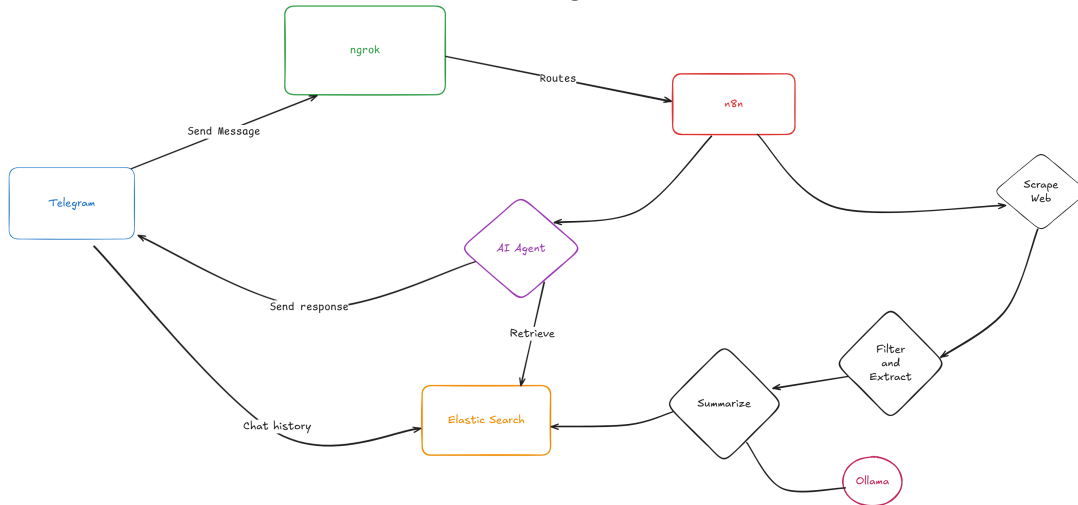 ngrok
Routes
n8n
Send Message
Scrape
Web
Telegram
AI Agent
Send response
Retrieve
Filter
and
Extract
Summarize
Elastic Search
Chat history
Ollama